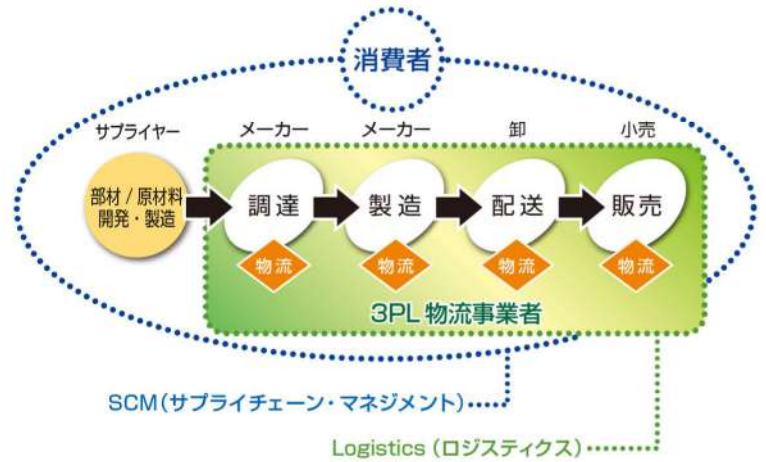 消費者
サプライヤー
メーカー
メーカー
卸
小売
部材 / 原材料
開発・製造
調達
製造
配送
販売
物流
物流
物流
物流
3PL 物流事業者
SCM(サプライチェーン・マネジメント)
Logistics(ロジスティクス)